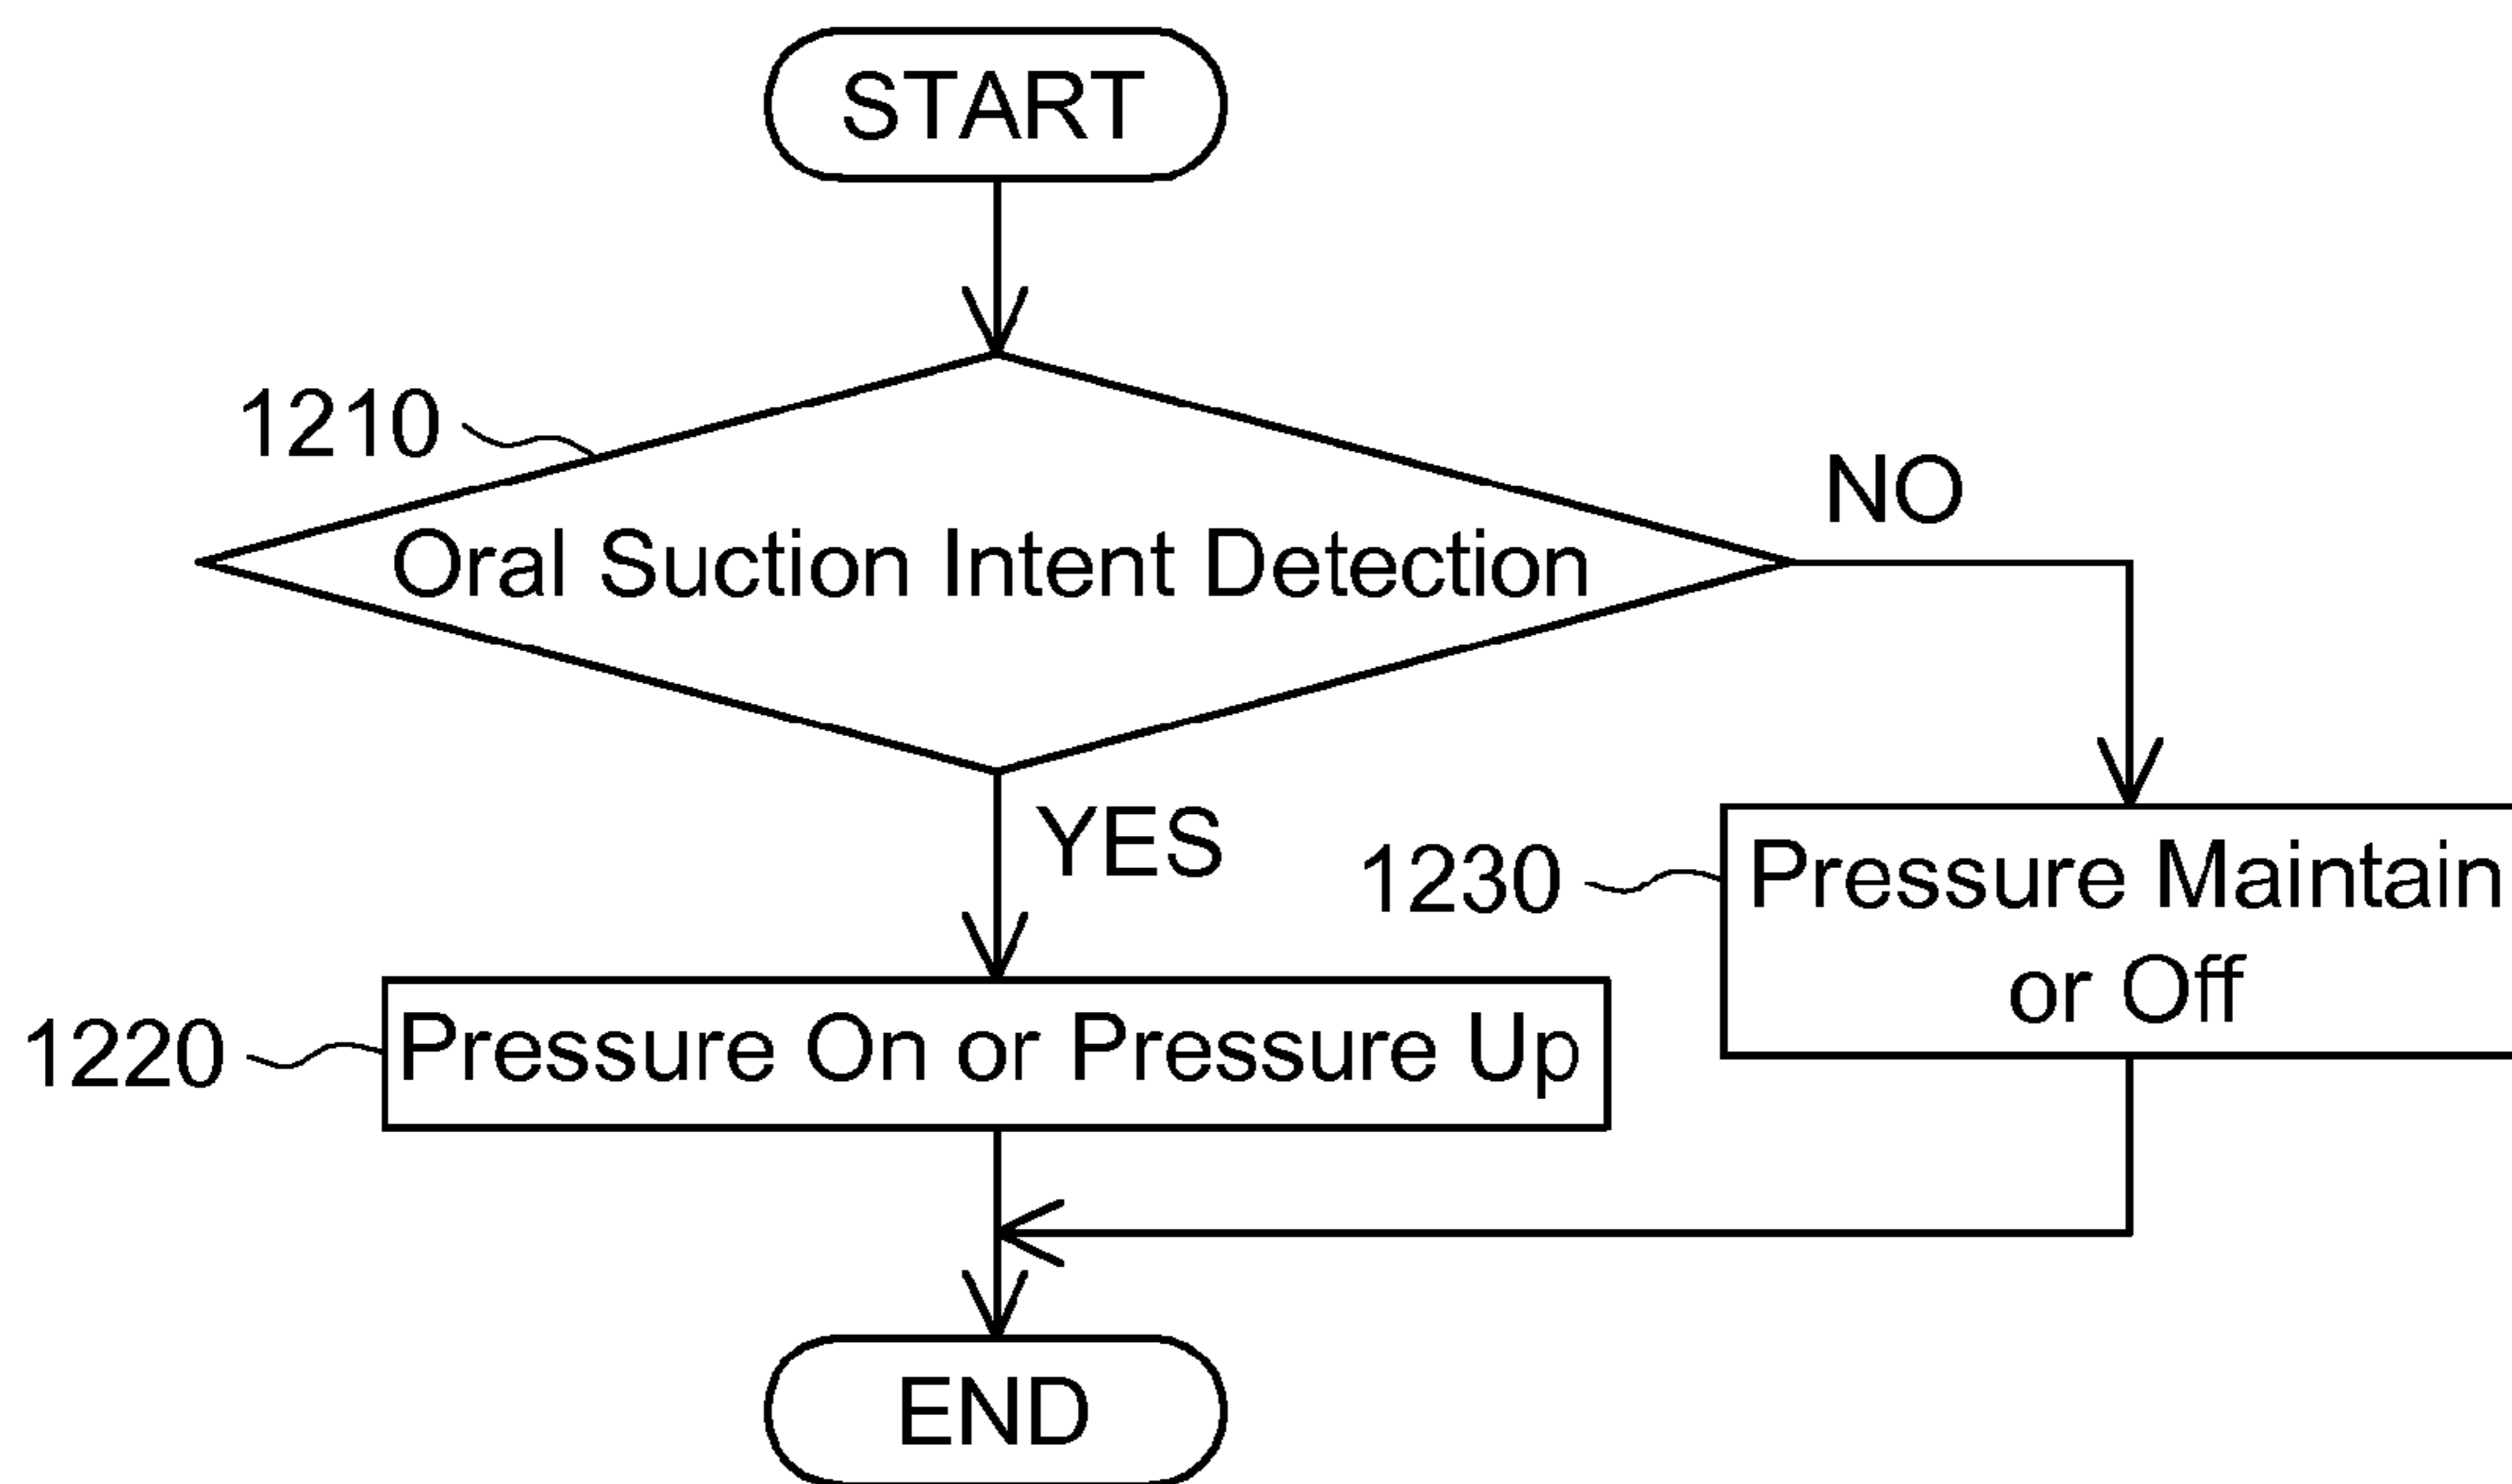 START
1210
NO
Oral Suction Intent Detection
YES
1230
Pressure Maintain
or Off
1220
Pressure On or Pressure Up
END